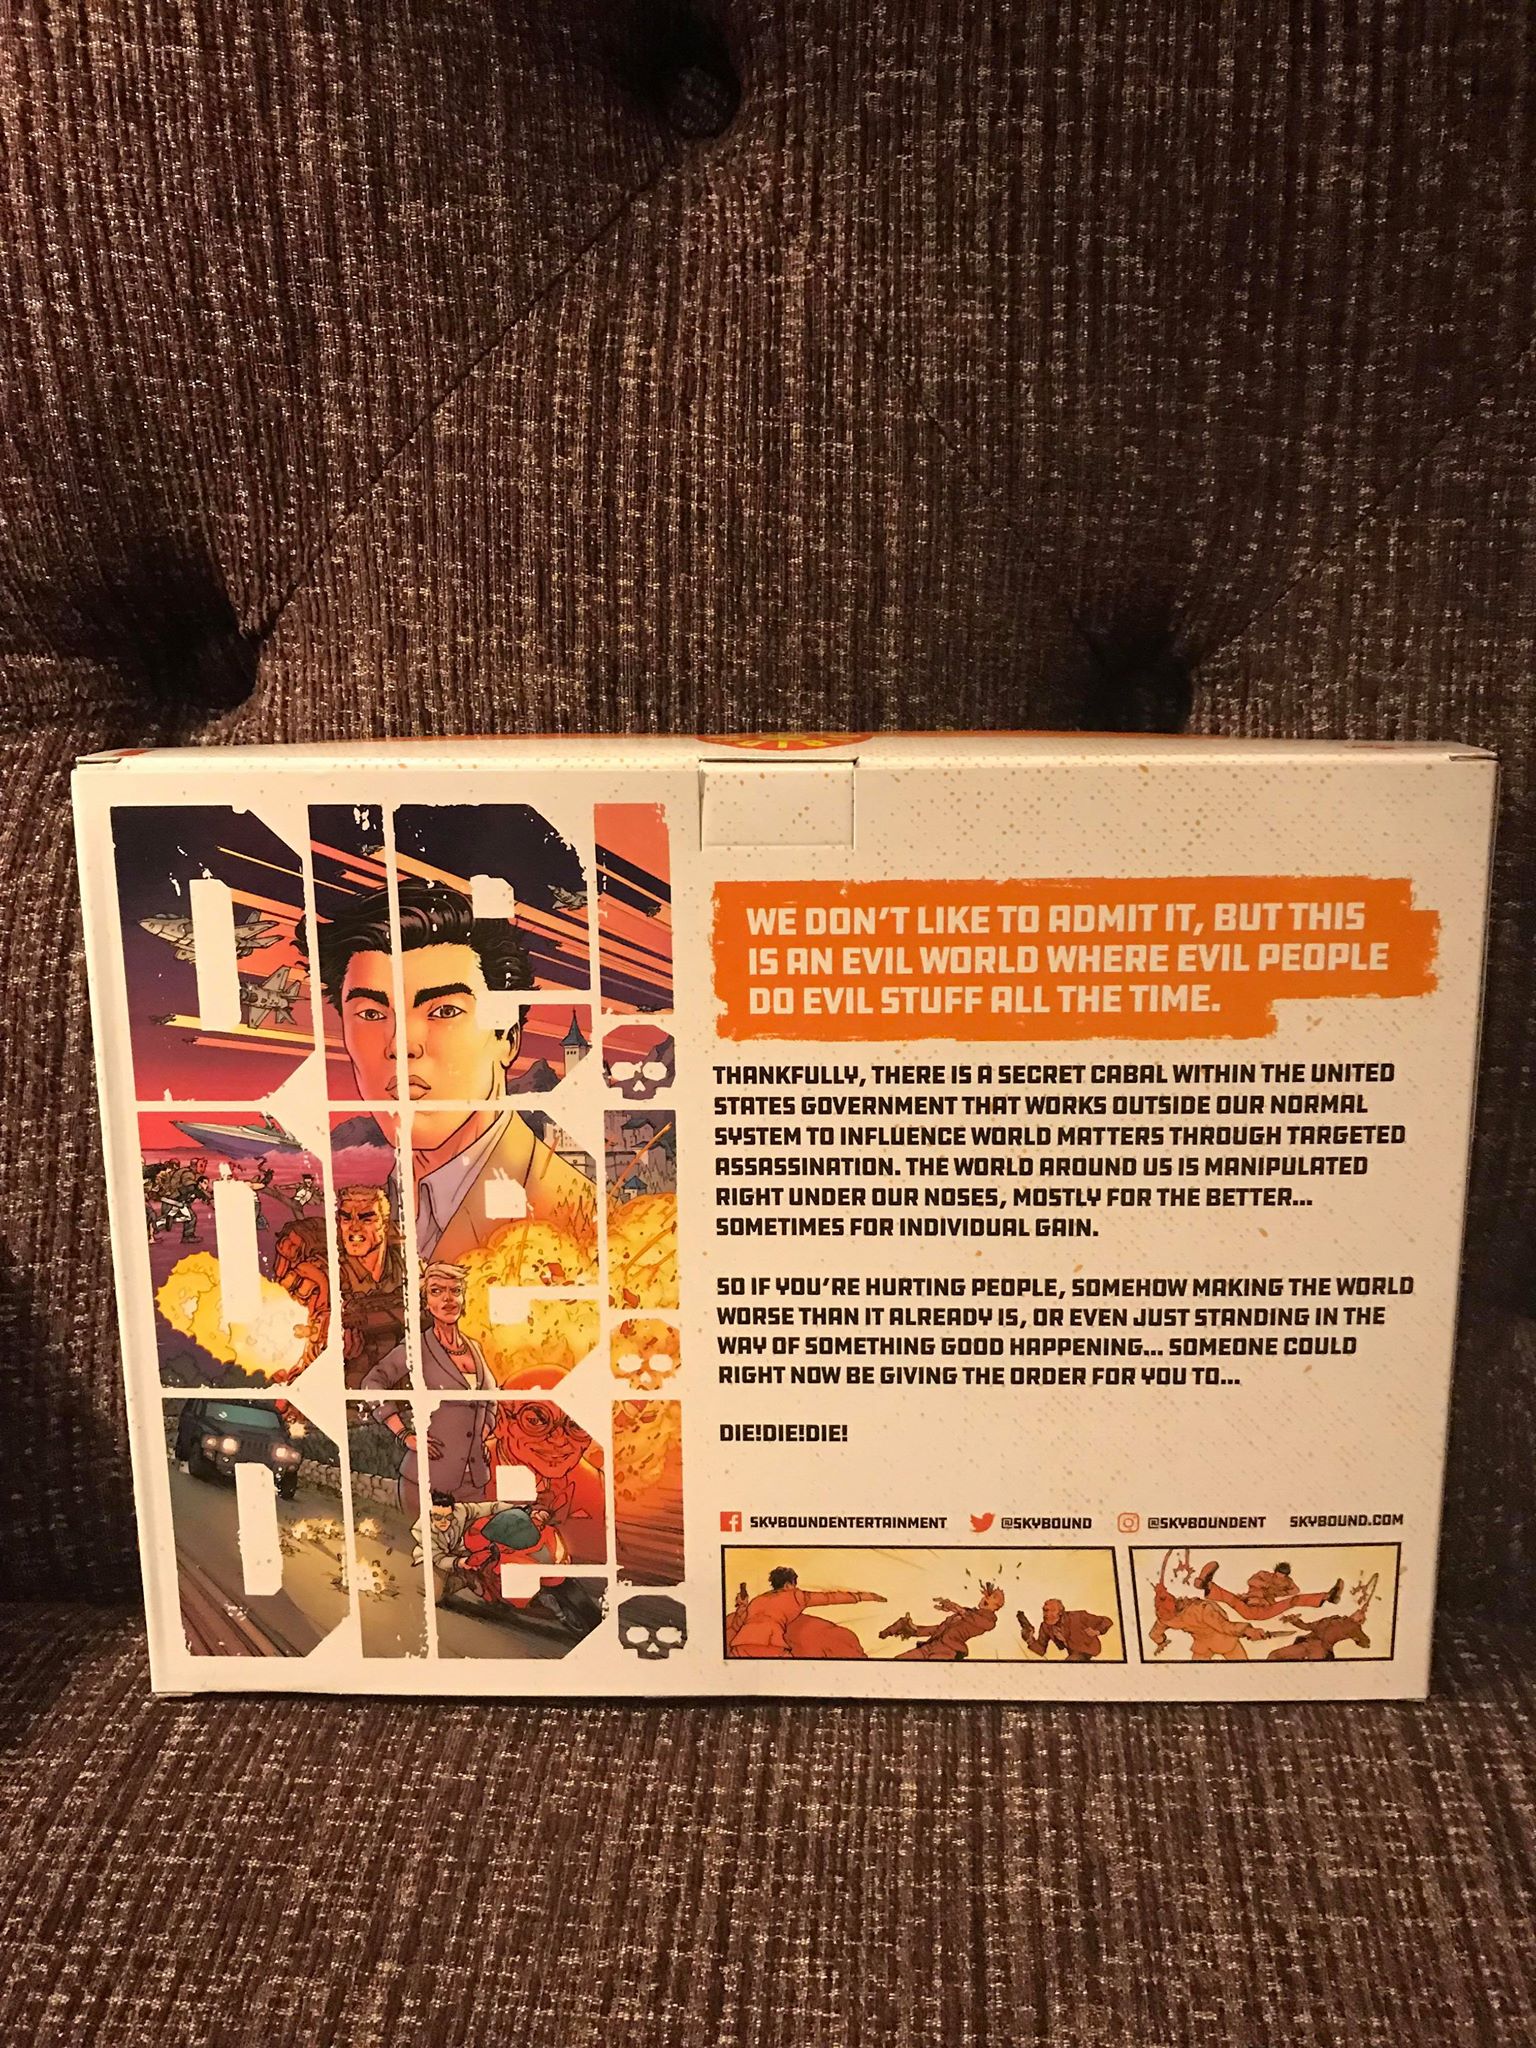 DIE!
DIE!
DIE!
WE DON'T LIKE TO ADMIT IT, BUT THIS
IS AN EVIL WORLD WHERE EVIL PEOPLE
DO EVIL STUFF ALL THE TIME.
THANKFULLY, THERE IS A SECRET CABAL WITHIN THE UNITED
STATES GOVERNMENT THAT WORKS OUTSIDE OUR NORMAL
SYSTEM TO INFLUENCE WORLD MATTERS THROUGH TARGETED
ASSASSINATION. THE WORLD AROUND US IS MANIPULATED
RIGHT UNDER OUR NOSES, MOSTLY FOR THE BETTER...
SOMETIMES FOR INDIVIDUAL GAIN.
SO IF YOU'RE HURTING PEOPLE, SOMEHOW MAKING THE WORLD
WORSE THAN IT ALREADY IS, OR EVEN JUST STANDING IN THE
WAY OF SOMETHING GOOD HAPPENING... SOMEONE COULD
RIGHT NOW BE GIVING THE ORDER FOR YOU TO...
DIE!DIE!DIE!
SKYBOUNDENTERTAINMENT @SKYBOUND @SKYBOUNDENT SKYBOUND.COM